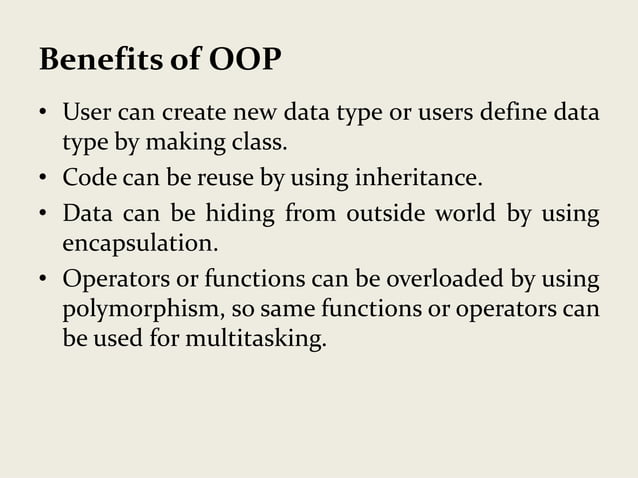 Benefits of OOP
• User can create new data type or users define data
type by making class.
• Code can be reuse by using inheritance.
• Data can be hiding from outside world by using
encapsulation.
• Operators or functions can be overloaded by using
polymorphism, so same functions or operators can
be used for multitasking.